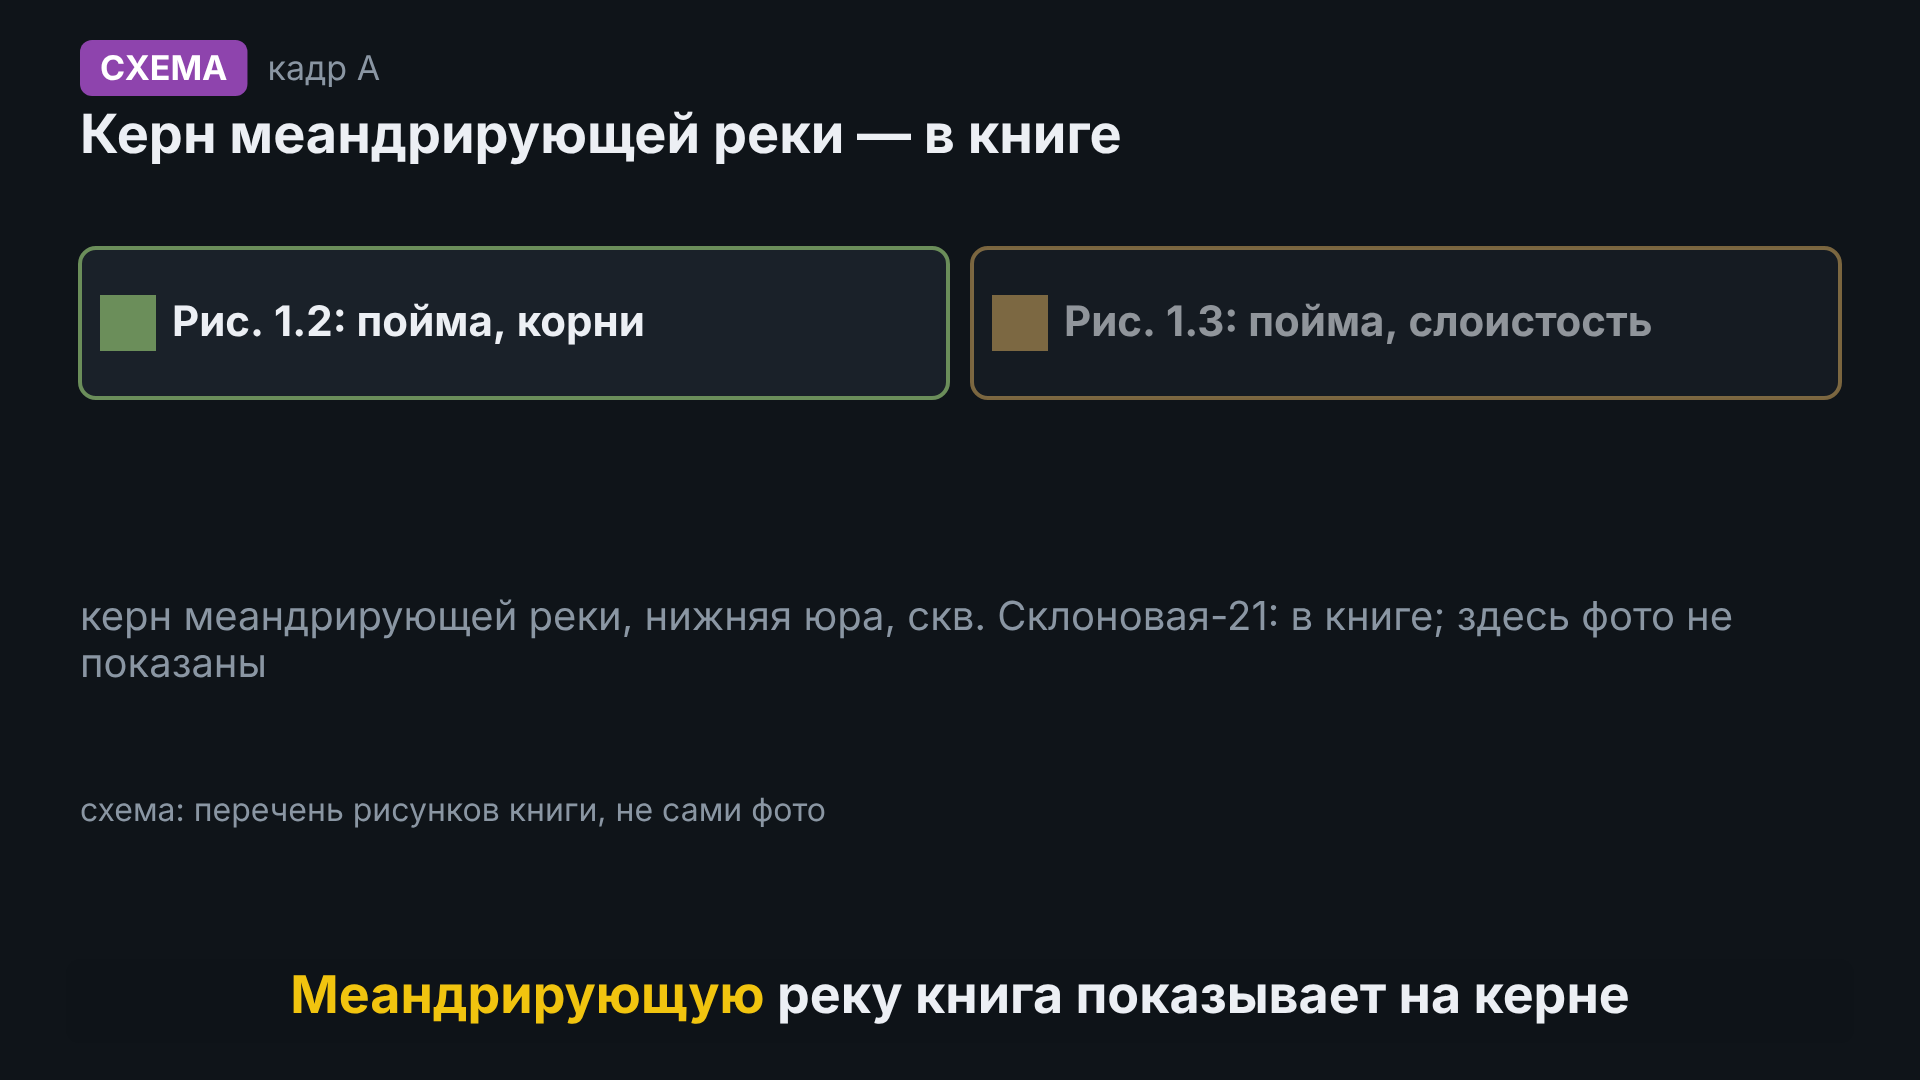 СХЕМА кадр А
Керн меандрирующей реки — в книге
Рис. 1.2: пойма, корни
Рис. 1.3: пойма, слоистость
керн меандрирующей реки, нижняя юра, скв. Склоновая-21: в книге; здесь фото не
показаны
схема: перечень рисунков книги, не сами фото
Меандрирующую реку книга показывает на керне